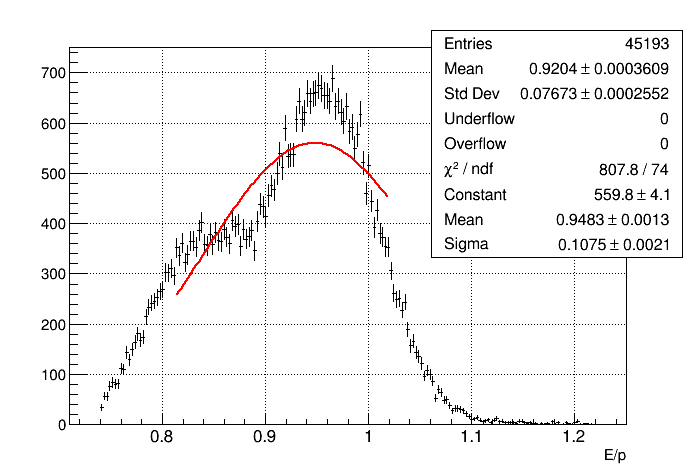 Entries 45193
Mean 0.9204 ± 0.0003609
Std Dev 0.07673 ± 0.0002552
Underflow 0
Overflow 0
χ² / ndf 807.8 / 74
Constant 559.8 ± 4.1
Mean 0.9483 ± 0.0013
Sigma 0.1075 ± 0.0021
700
600
500
400
300
200
100
0
0.8 0.9 1 1.1 1.2
E/p